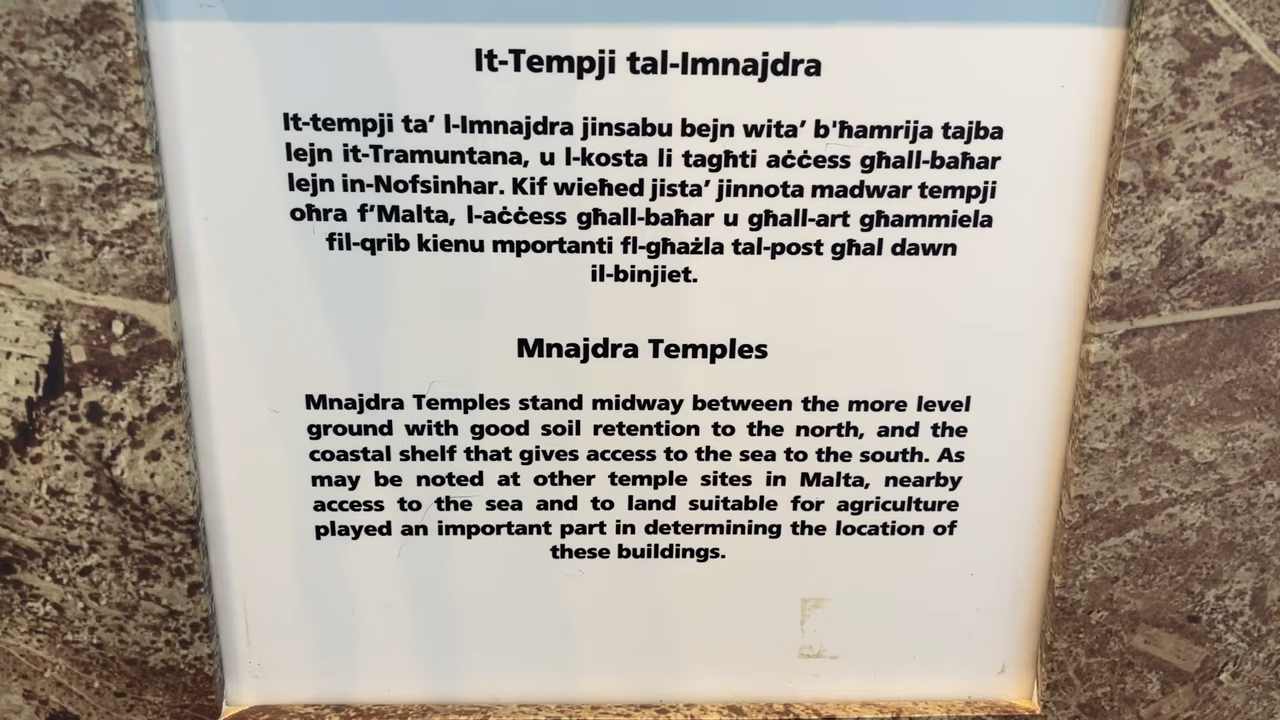 It-Tempji tal-Imnajdra
It-tempji ta’ l-Imnajdra jinsabu bejn wita’ b'ħamrija tajba
lejn it-Tramuntana, u l-kosta li tagħti aċċess għall-baħar
lejn in-Nofsinhar. Kif wieħed jista’ jinnota madwar tempji
oħra f’Malta, l-aċċess għall-baħar u għall-art għammiela
fil-qrib kienu mportanti fl-għażla tal-post għal dawn
il-binjiet.
Mnajdra Temples
Mnajdra Temples stand midway between the more level
ground with good soil retention to the north, and the
coastal shelf that gives access to the sea to the south. As
may be noted at other temple sites in Malta, nearby
access to the sea and to land suitable for agriculture
played an important part in determining the location of
these buildings.